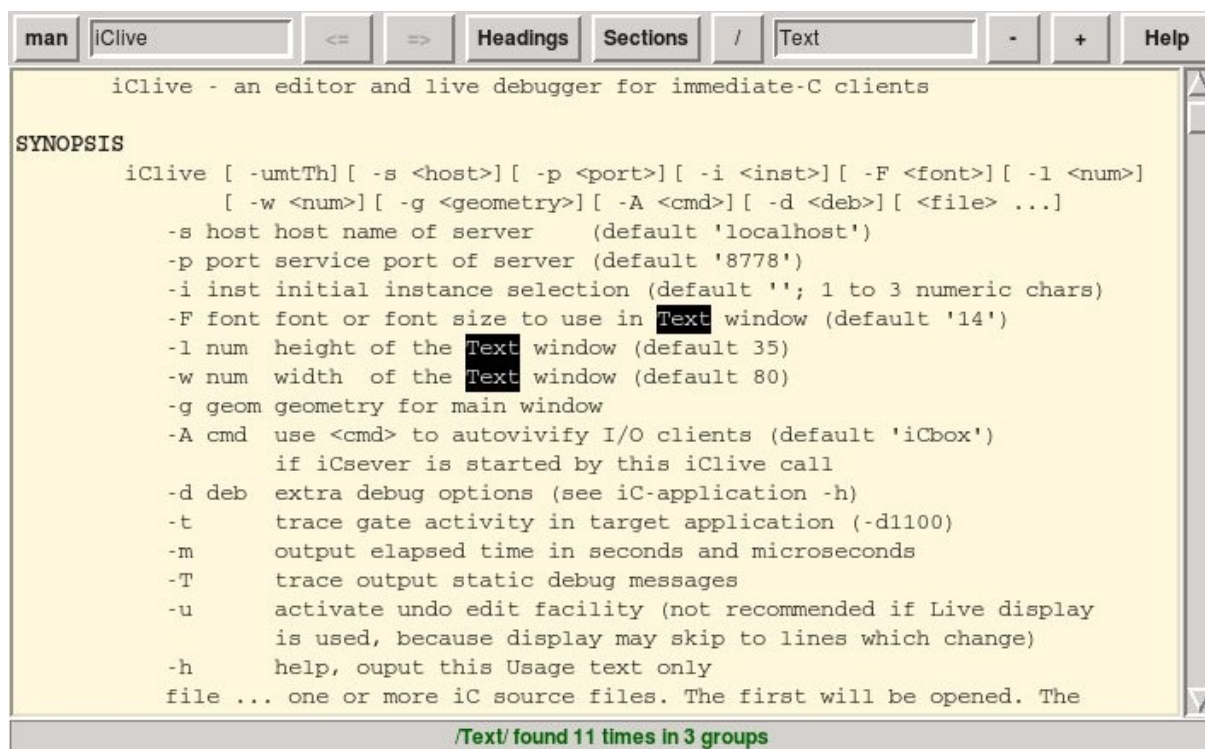 man iClive <= => Headings Sections / Text - + Help
iClive - an editor and live debugger for immediate-C clients
SYNOPSIS
iClive [ -umtTh][ -s <host>][ -p <port>][ -i <inst>][ -F <font>][ -l <num>]
[ -w <num>][ -g <geometry>][ -A <cmd>][ -d <deb>][ <file> ...]
-s host host name of server (default 'localhost')
-p port service port of server (default '8778')
-i inst initial instance selection (default ''; 1 to 3 numeric chars)
-F font font or font size to use in Text window (default '14')
-l num height of the Text window (default 35)
-w num width of the Text window (default 80)
-g geom geometry for main window
-A cmd use <cmd> to autovivify I/O clients (default 'iCbox')
if iCsever is started by this iClive call
-d deb extra debug options (see iC-application -h)
-t trace gate activity in target application (-d1100)
-m output elapsed time in seconds and microseconds
-T trace output static debug messages
-u activate undo edit facility (not recommended if Live display
is used, because display may skip to lines which change)
-h help, ouput this Usage text only
file ... one or more iC source files. The first will be opened. The
/Text/ found 11 times in 3 groups